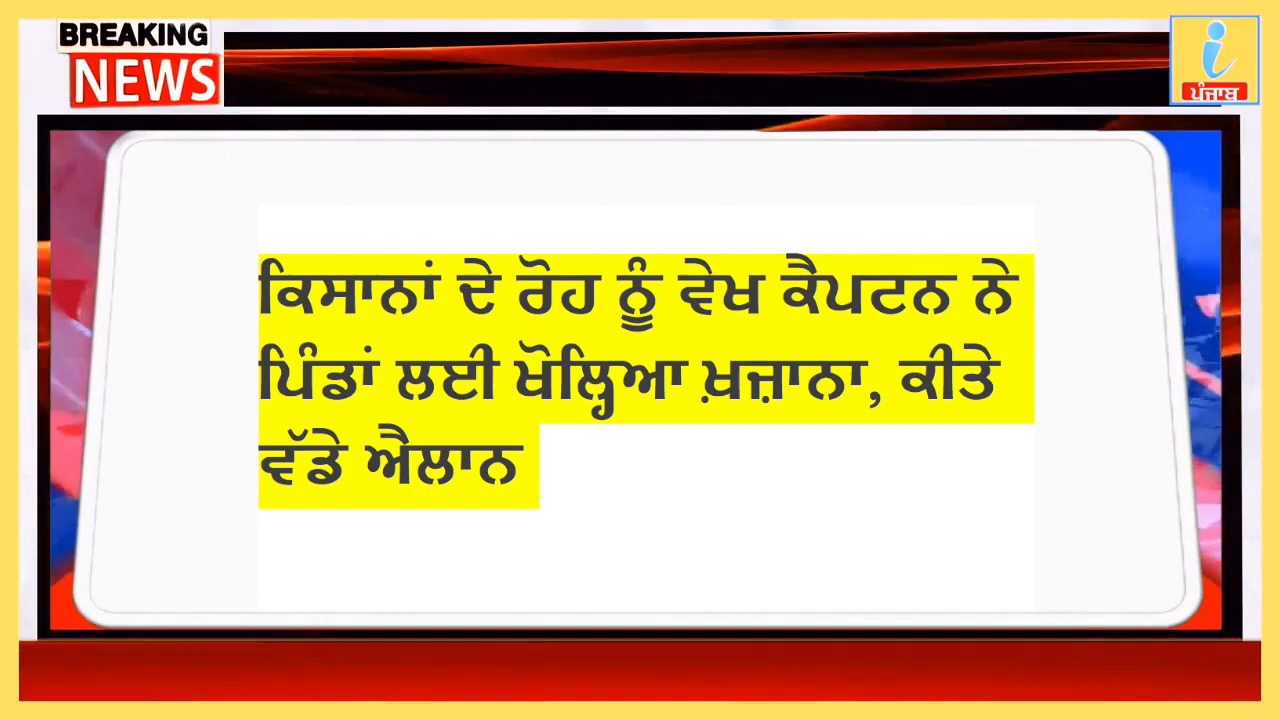 BREAKING
NEWS
i
ਪੰਜਾਬ
ਕਿਸਾਨਾਂ ਦੇ ਰੋਹ ਨੂੰ ਵੇਖ ਕੈਪਟਨ ਨੇ
ਪਿੰਡਾਂ ਲਈ ਖੋਲ੍ਹਿਆ ਖ਼ਜ਼ਾਨਾ, ਕੀਤੇ
ਵੱਡੇ ਐਲਾਨ